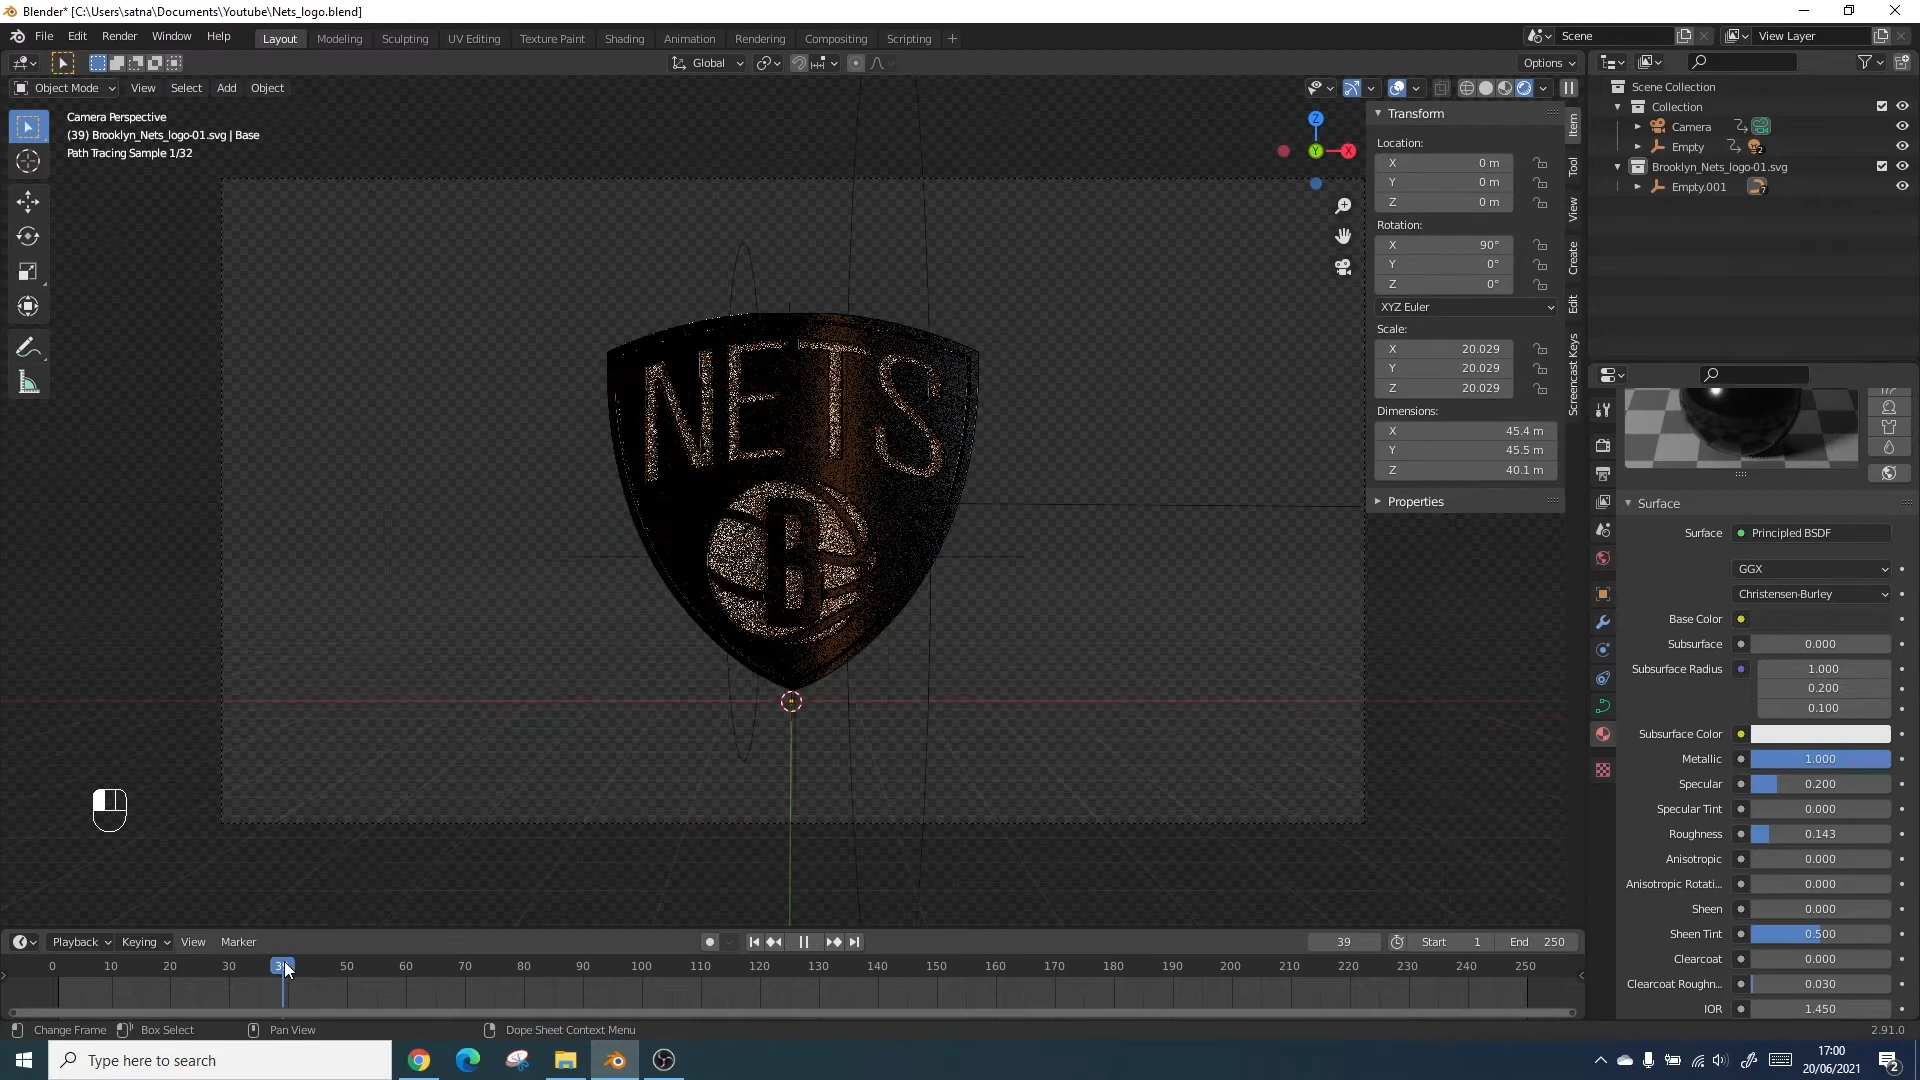 Blender* [C:\Users\satna\Documents\Youtube\Nets_logo.blend]
File Edit Render Window Help Layout Modeling Sculpting UV Editing Texture Paint Shading Animation Rendering Compositing Scripting Scene View Layer
Global Options
Object Mode View Select Add Object
Camera Perspective
(39) Brooklyn_Nets_logo-01.svg | Base
Path Tracing Sample 1/32
Z
Y
X
NETS
B
Transform
Location:
X 0 m
Y 0 m
Z 0 m
Rotation:
X 90°
Y 0°
Z 0°
XYZ Euler
Scale:
X 20.029
Y 20.029
Z 20.029
Dimensions:
X 45.4 m
Y 45.5 m
Z 40.1 m
Properties
Item
Tool
View
Create
Edit
Screencast Keys
Scene Collection
Collection
Camera
Empty 2
Brooklyn_Nets_logo-01.svg
Empty.001 7
Surface
Surface Principled BSDF
GGX
Christensen-Burley
Base Color
Subsurface 0.000
Subsurface Radius 1.000
0.200
0.100
Subsurface Color
Metallic 1.000
Specular 0.200
Specular Tint 0.000
Roughness 0.143
Anisotropic 0.000
Anisotropic Rotati... 0.000
Sheen 0.000
Sheen Tint 0.500
Clearcoat 0.000
Clearcoat Roughn... 0.030
IOR 1.450
Playback Keying View Marker 39 Start 1 End 250
0 10 20 30 39 50 60 70 80 90 100 110 120 130 140 150 160 170 180 190 200 210 220 230 240 250
Change Frame Box Select Pan View Dope Sheet Context Menu 2.91.0
Type here to search
17:00
20/06/2021
2